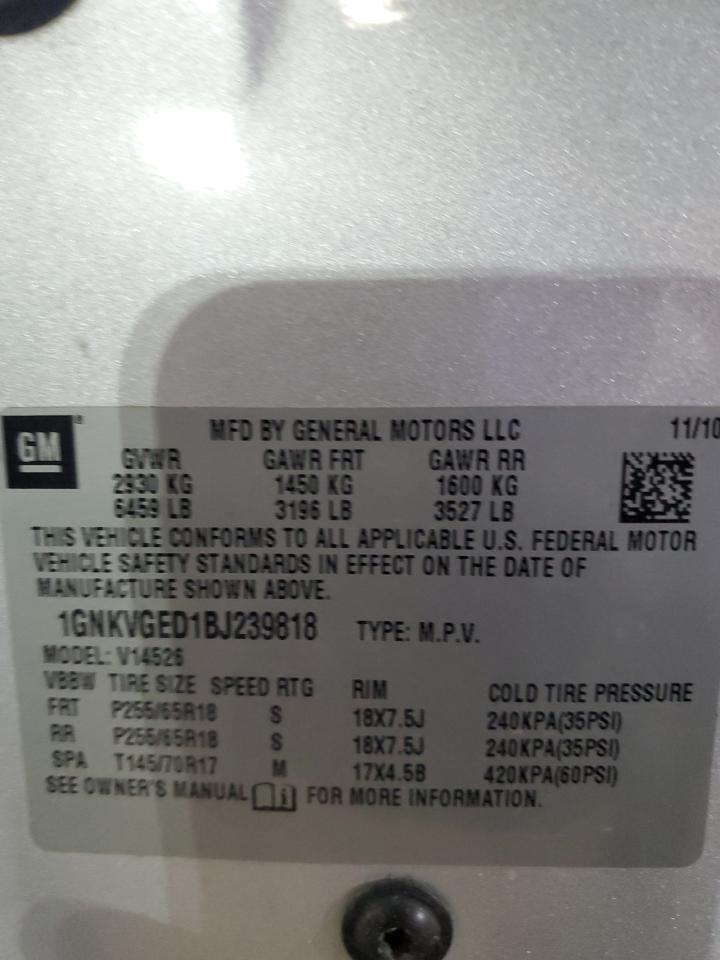 GM®
MFD BY GENERAL MOTORS LLC 11/10
GVWR GAWR FRT GAWR RR
2930 KG 1450 KG 1600 KG
6459 LB 3196 LB 3527 LB
THIS VEHICLE CONFORMS TO ALL APPLICABLE U.S. FEDERAL MOTOR
VEHICLE SAFETY STANDARDS IN EFFECT ON THE DATE OF
MANUFACTURE SHOWN ABOVE.
1GNKVGED1BJ239818 TYPE: M.P.V.
MODEL: V14526
VBBW TIRE SIZE SPEED RTG RIM COLD TIRE PRESSURE
FRT P255/65R18 S 18X7.5J 240KPA(35PSI)
RR P255/65R18 S 18X7.5J 240KPA(35PSI)
SPA T145/70R17 M 17X4.5B 420KPA(60PSI)
SEE OWNER'S MANUAL i FOR MORE INFORMATION.